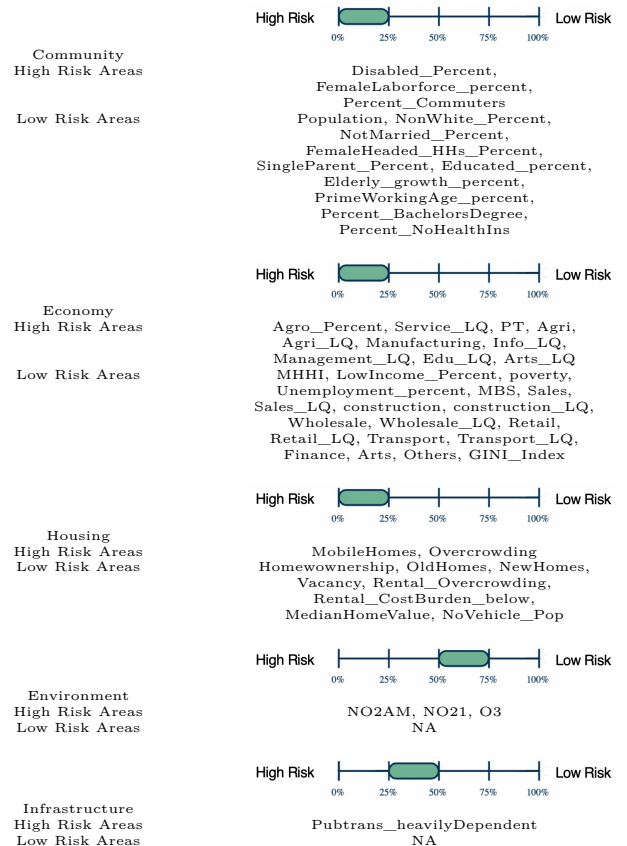 High Risk Low Risk
0% 25% 50% 75% 100%
Community
High Risk Areas Disabled_Percent,
FemaleLaborforce_percent,
Percent_Commuters
Low Risk Areas Population, NonWhite_Percent,
NotMarried_Percent,
FemaleHeaded_HHs_Percent,
SingleParent_Percent, Educated_percent,
Elderly_growth_percent,
PrimeWorkingAge_percent,
Percent_BachelorsDegree,
Percent_NoHealthIns
High Risk Low Risk
0% 25% 50% 75% 100%
Economy
High Risk Areas Agro_Percent, Service_LQ, PT, Agri,
Agri_LQ, Manufacturing, Info_LQ,
Management_LQ, Edu_LQ, Arts_LQ
Low Risk Areas MHHI, LowIncome_Percent, poverty,
Unemployment_percent, MBS, Sales,
Sales_LQ, construction, construction_LQ,
Wholesale, Wholesale_LQ, Retail,
Retail_LQ, Transport, Transport_LQ,
Finance, Arts, Others, GINI_Index
High Risk Low Risk
0% 25% 50% 75% 100%
Housing
High Risk Areas MobileHomes, Overcrowding
Low Risk Areas Homewownership, OldHomes, NewHomes,
Vacancy, Rental_Overcrowding,
Rental_CostBurden_below,
MedianHomeValue, NoVehicle_Pop
High Risk Low Risk
0% 25% 50% 75% 100%
Environment
High Risk Areas NO2AM, NO21, O3
Low Risk Areas NA
High Risk Low Risk
0% 25% 50% 75% 100%
Infrastructure
High Risk Areas Pubtrans_heavilyDependent
Low Risk Areas NA